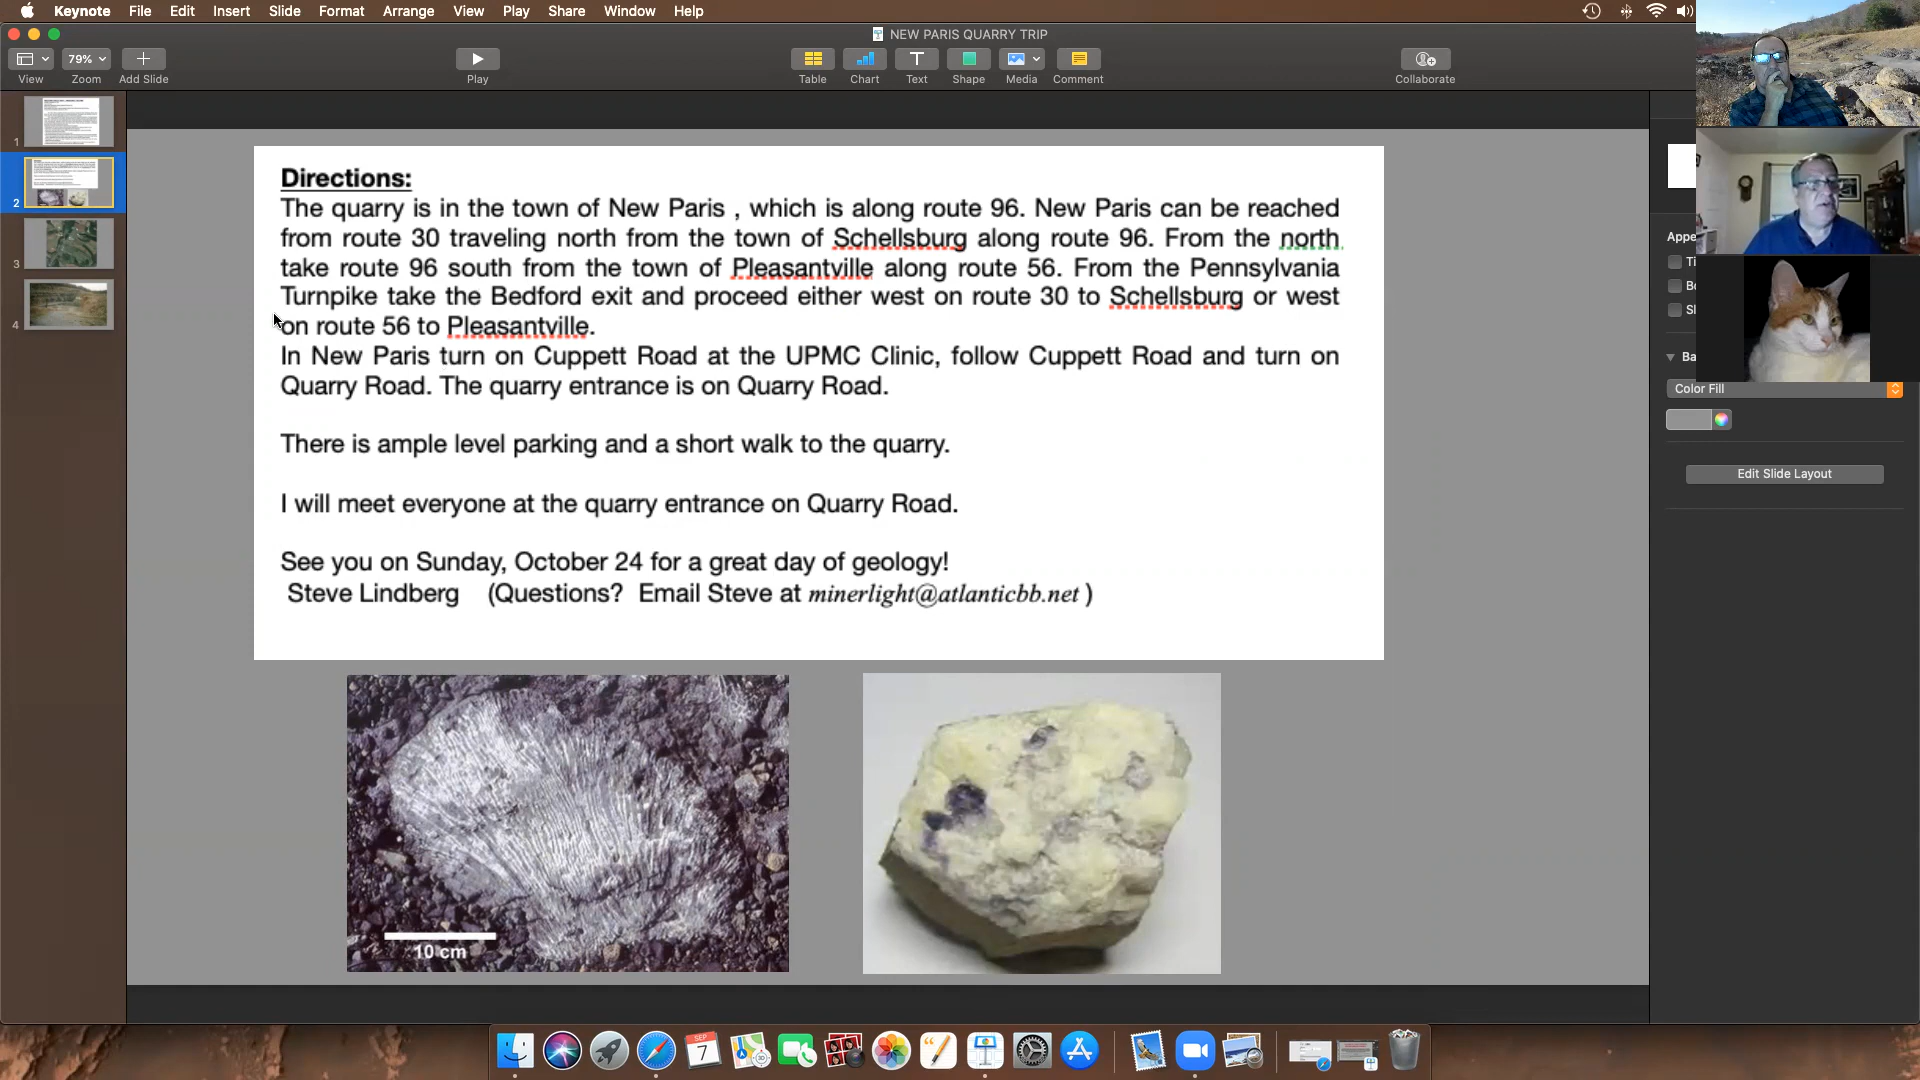 Keynote File Edit Insert Slide Format Arrange View Play Share Window Help
NEW PARIS QUARRY TRIP
79%
View Zoom Add Slide Play Table Chart Text Shape Media Comment Collaborate
1
2
3
4
Directions:
The quarry is in the town of New Paris , which is along route 96. New Paris can be reached
from route 30 traveling north from the town of Schellsburg along route 96. From the north
take route 96 south from the town of Pleasantville along route 56. From the Pennsylvania
Turnpike take the Bedford exit and proceed either west on route 30 to Schellsburg or west
on route 56 to Pleasantville.
In New Paris turn on Cuppett Road at the UPMC Clinic, follow Cuppett Road and turn on
Quarry Road. The quarry entrance is on Quarry Road.
There is ample level parking and a short walk to the quarry.
I will meet everyone at the quarry entrance on Quarry Road.
See you on Sunday, October 24 for a great day of geology!
Steve Lindberg (Questions? Email Steve at minerlight@atlanticbb.net )
10 cm
Color Fill
Edit Slide Layout
SEP
7